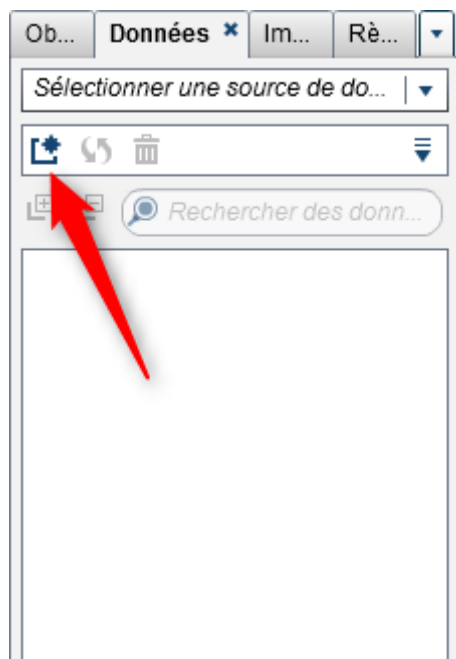 Ob... Données × Im... Rè...
Sélectionner une source de do...
Rechercher des donn...